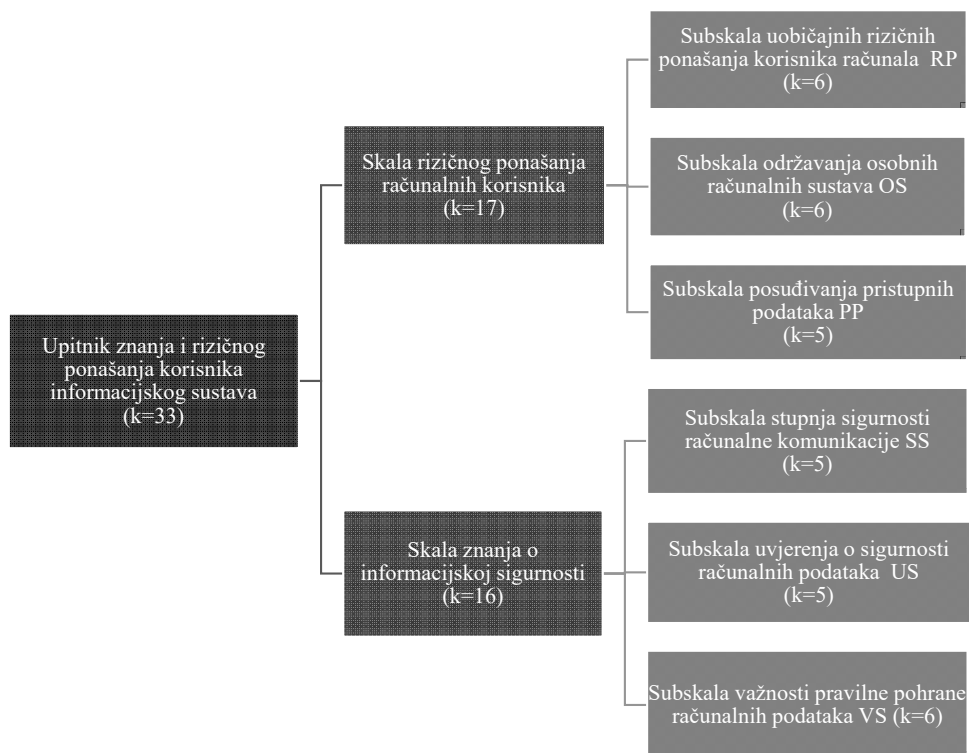 Upitnik znanja i rizičnog
ponašanja korisnika
informacijskog sustava
(k=33)
Skala rizičnog ponašanja
računalnih korisnika
(k=17)
Subskala uobičajnih rizičnih
ponašanja korisnika računala RP
(k=6)
Subskala održavanja osobnih
računalnih sustava OS
(k=6)
Subskala posuđivanja pristupnih
podataka PP
(k=5)
Skala znanja o
informacijskoj sigurnosti
(k=16)
Subskala stupnja sigurnosti
računalne komunikacije SS
(k=5)
Subskala uvjerenja o sigurnosti
računalnih podataka US
(k=5)
Subskala važnosti pravilne pohrane
računalnih podataka VS (k=6)